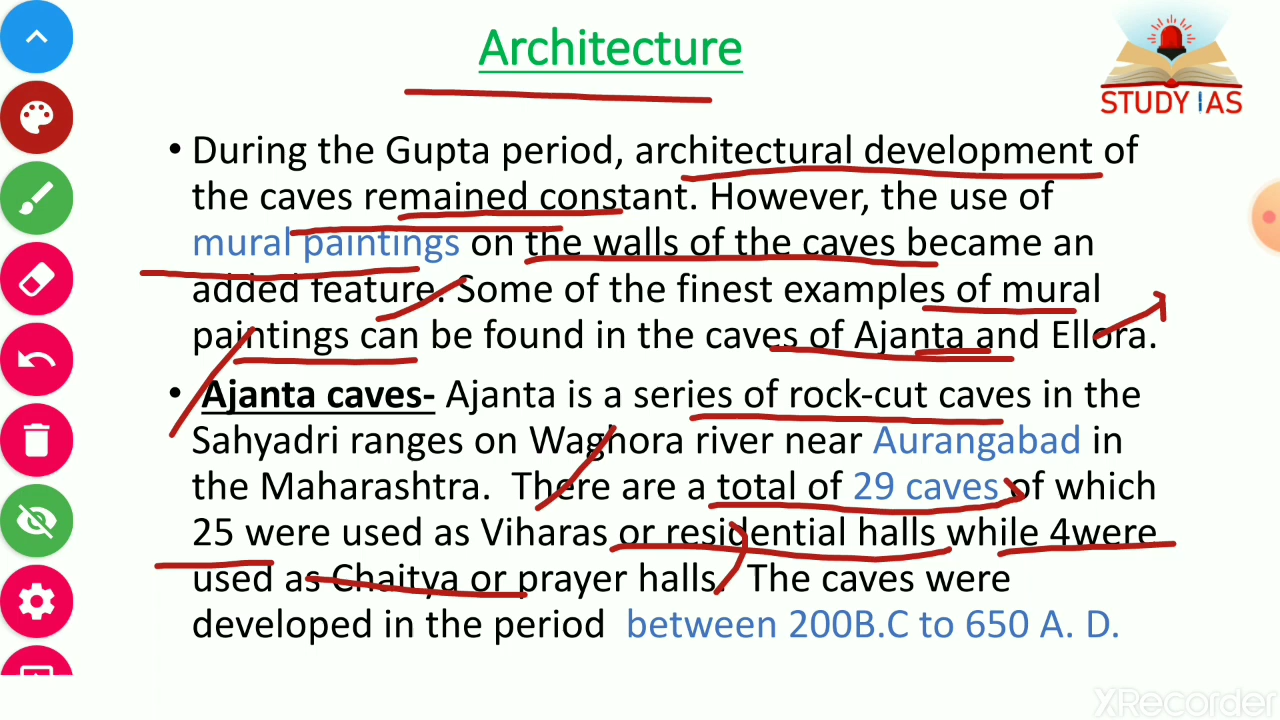 Architecture
STUDY IAS
• During the Gupta period, architectural development of
the caves remained constant. However, the use of
mural paintings on the walls of the caves became an
added feature. Some of the finest examples of mural
paintings can be found in the caves of Ajanta and Ellora.
• Ajanta caves- Ajanta is a series of rock-cut caves in the
Sahyadri ranges on Waghora river near Aurangabad in
the Maharashtra. There are a total of 29 caves of which
25 were used as Viharas or residential halls while 4were
used as Chaitya or prayer halls. The caves were
developed in the period between 200B.C to 650 A. D.
XRecorder